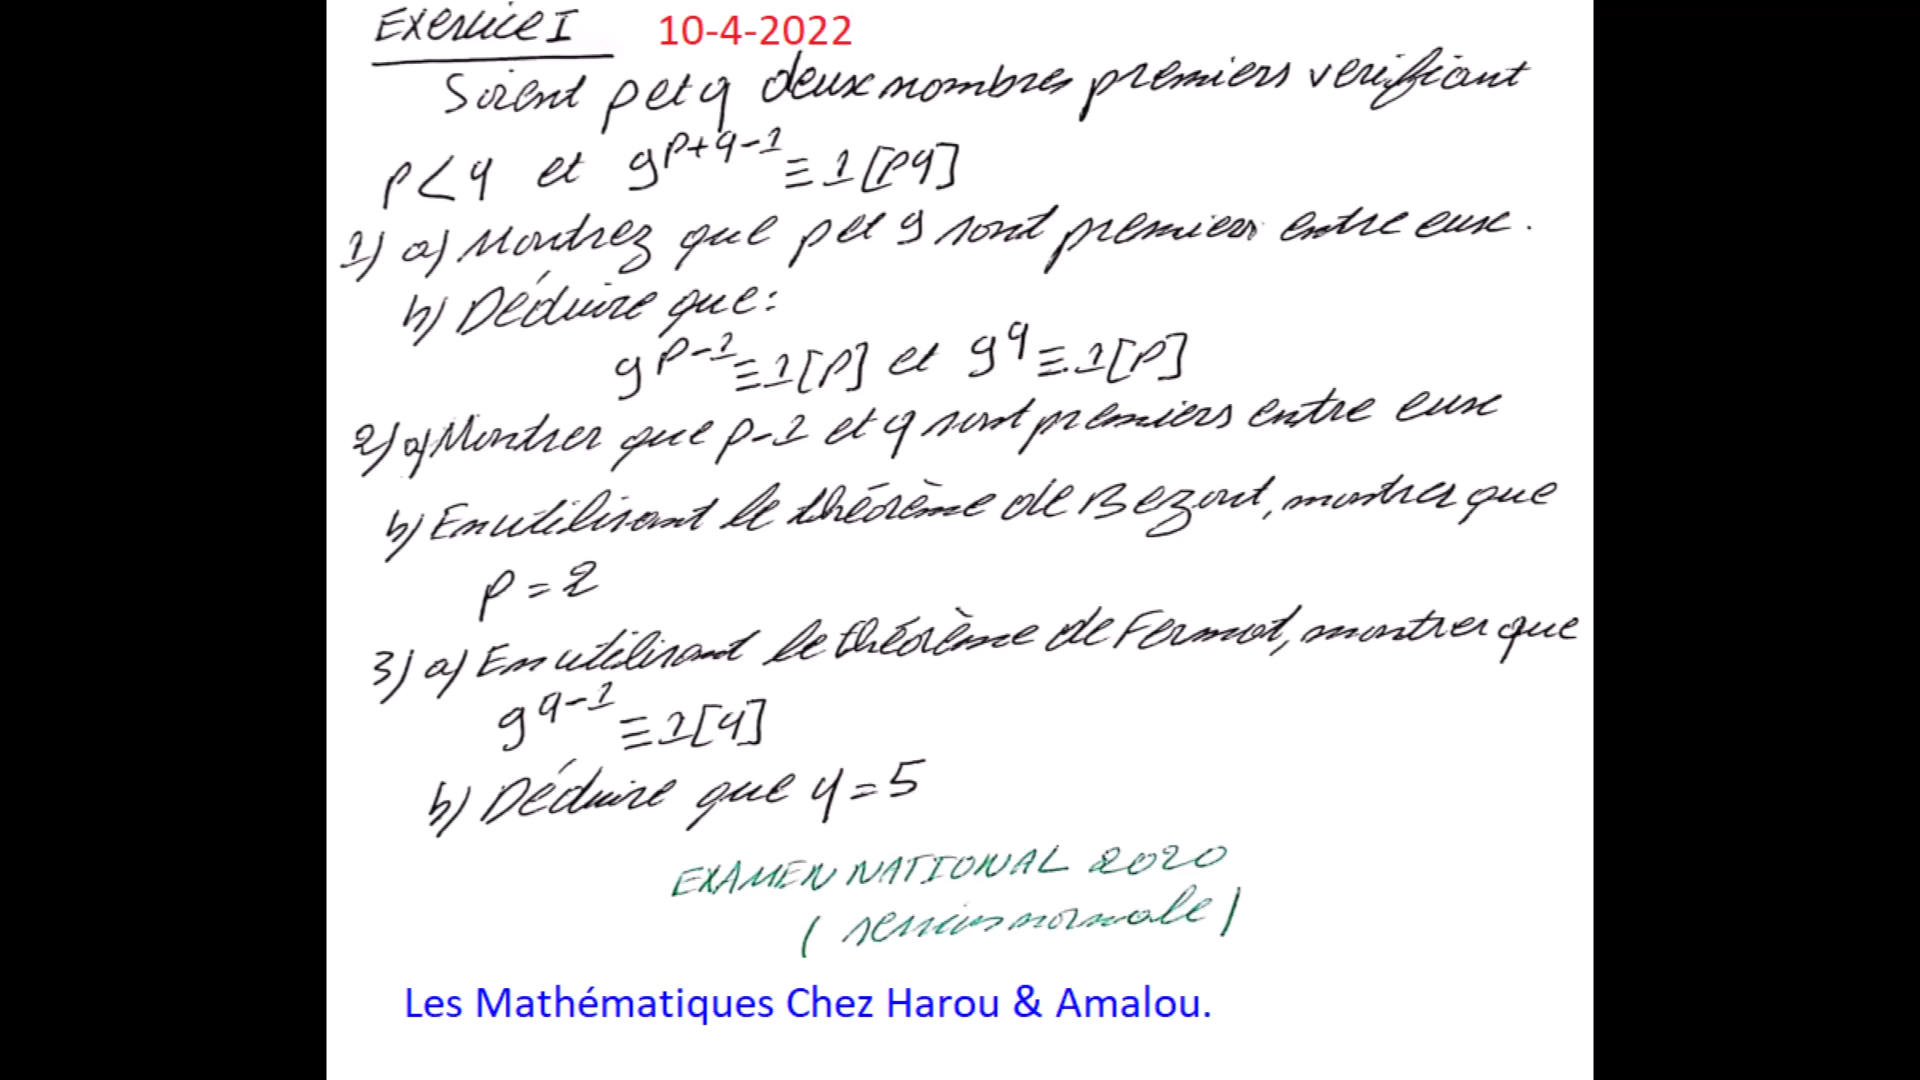 Exercice I 10-4-2022
Soient p et q deux nombres premiers vérifiant
p < q et 9^{p+q-1} ≡ 1 [pq]
1) a) Montrez que p et 9 sont premiers entre eux.
b) Déduire que:
9^{p-1} ≡ 1 [p] et 9^q ≡ 1 [p]
2) a) Montrer que p-1 et q sont premiers entre eux
b) En utilisant le théorème de Bezout, montrer que
p = 2
3) a) En utilisant le théorème de Fermat, montrer que
9^{q-1} ≡ 1 [q]
b) Déduire que q = 5
EXAMEN NATIONAL 2020
(session normale)
Les Mathématiques Chez Harou & Amalou.